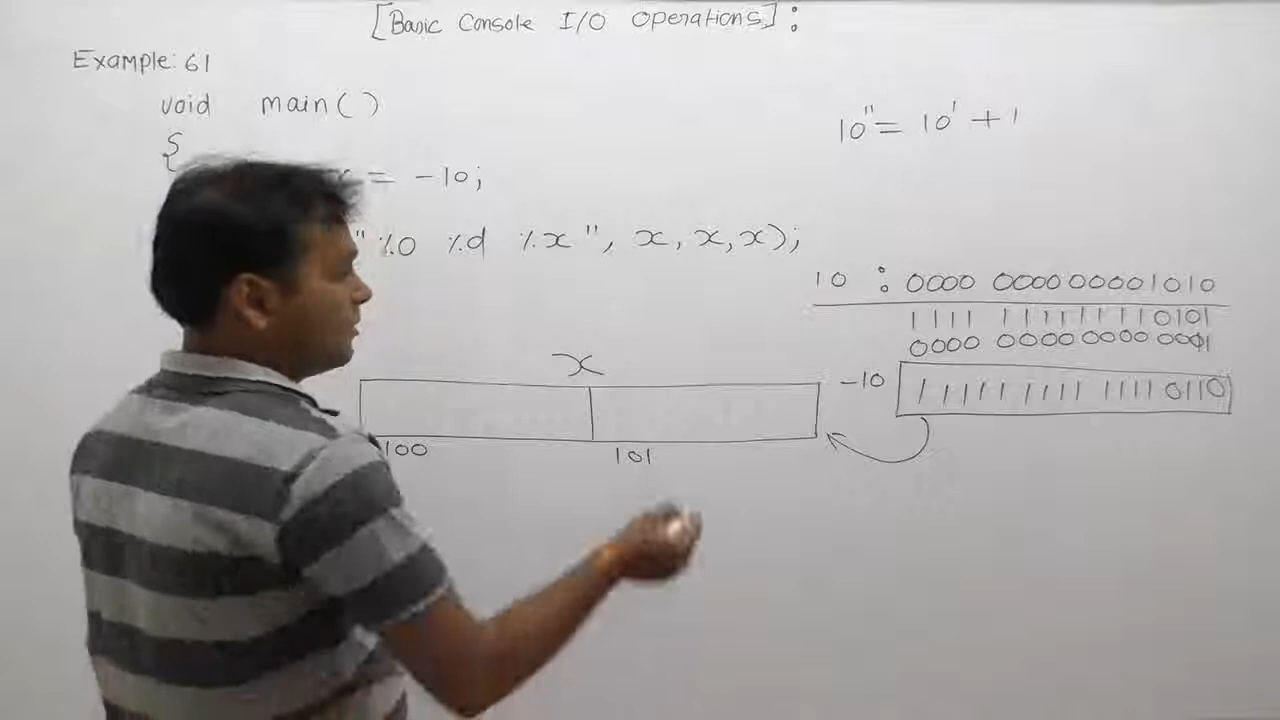 [Basic Console I/O Operations]:
Example: 61
void main()
{
= -10;
" %o %d %x", x, x, x);
10" = 10' + 1
10 : 0000 0000 0000 1010
1111 1111 1111 0101
0000 0000 0000 0001
-10 11111 1111 1111 0110
x
100 101